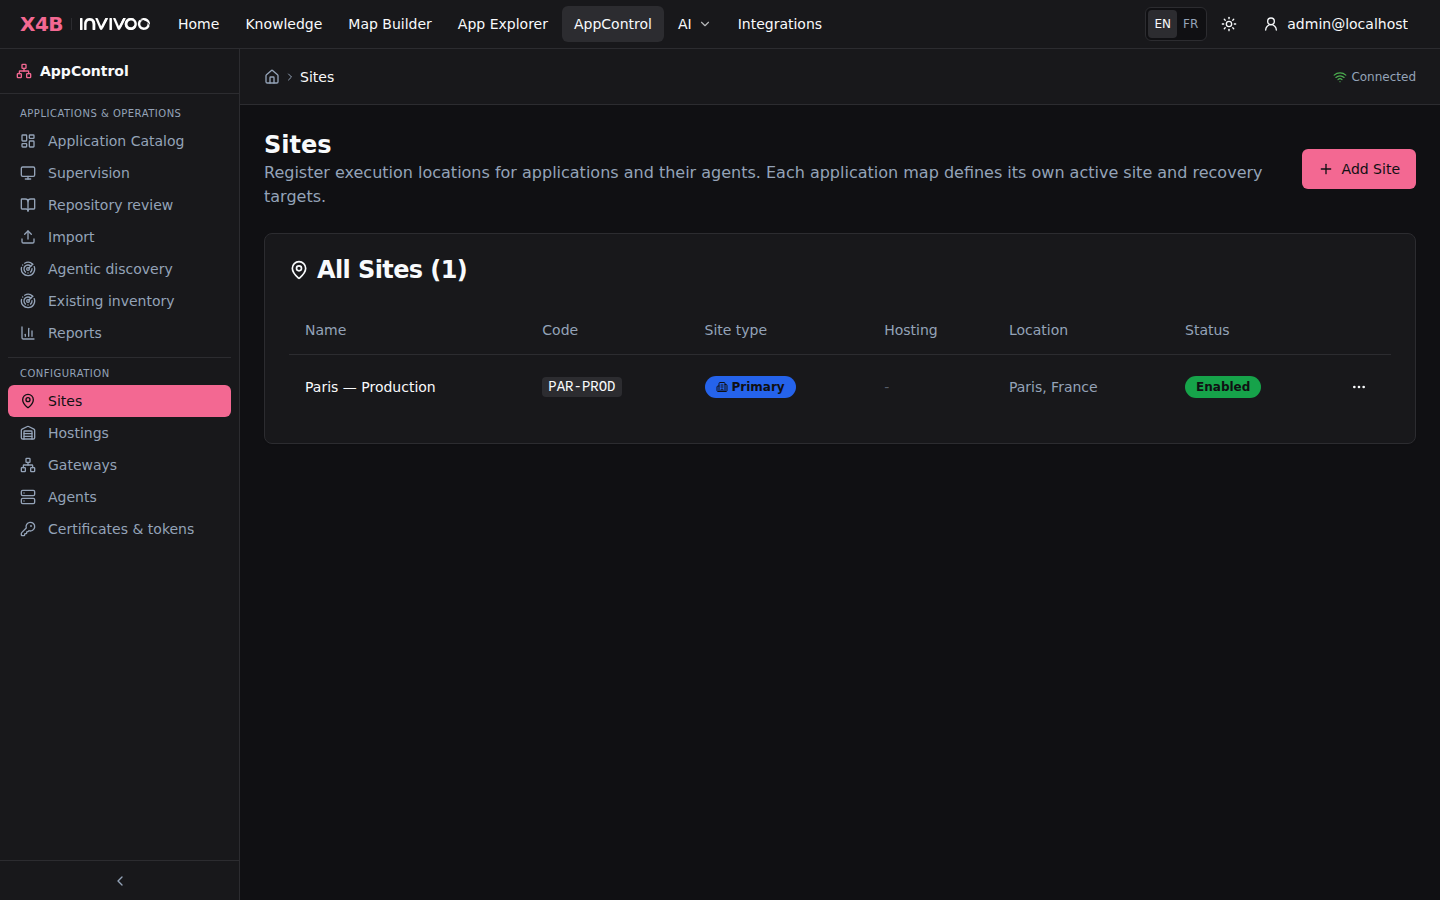 X4B INVIVOO Home Knowledge Map Builder App Explorer AppControl AI Integrations EN FR admin@localhost
AppControl
Sites
Connected
APPLICATIONS & OPERATIONS
Application Catalog
Supervision
Repository review
Import
Agentic discovery
Existing inventory
Reports
CONFIGURATION
Sites
Hostings
Gateways
Agents
Certificates & tokens
Sites
Register execution locations for applications and their agents. Each application map defines its own active site and recovery
targets.
Add Site
All Sites (1)
Name Code Site type Hosting Location Status
Paris — Production PAR-PROD Primary - Paris, France Enabled